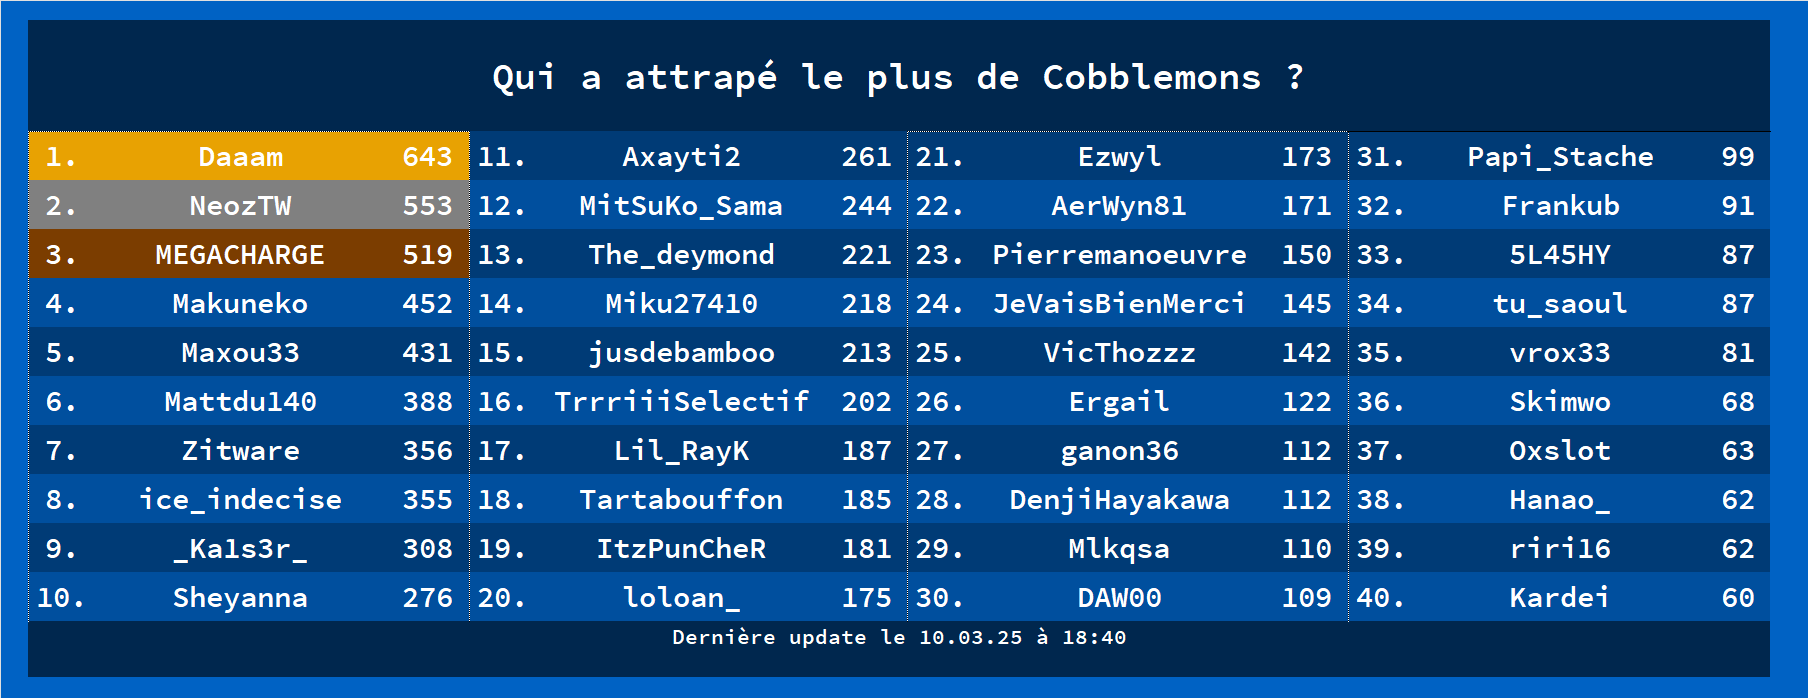 Qui a attrapé le plus de Cobblemons ?
1. Daaam 643 11. Axayti2 261 21. Ezwyl 173 31. Papi_Stache 99
2. NeozTW 553 12. MitSuKo_Sama 244 22. AerWyn81 171 32. Frankub 91
3. MEGACHARGE 519 13. The_deymond 221 23. Pierremanoeuvre 150 33. 5L45HY 87
4. Makuneko 452 14. Miku27410 218 24. JeVaisBienMerci 145 34. tu_saoul 87
5. Maxou33 431 15. jusdebamboo 213 25. VicThozzz 142 35. vrox33 81
6. Mattdu140 388 16. TrrriiiSelectif 202 26. Ergail 122 36. Skimwo 68
7. Zitware 356 17. Lil_RayK 187 27. ganon36 112 37. Oxslot 63
8. ice_indecise 355 18. Tartabouffon 185 28. DenjiHayakawa 112 38. Hanao_ 62
9. _Ka1s3r_ 308 19. ItzPunCheR 181 29. Mlkqsa 110 39. riri16 62
10. Sheyanna 276 20. loloan_ 175 30. DAW00 109 40. Kardei 60
Dernière update le 10.03.25 à 18:40